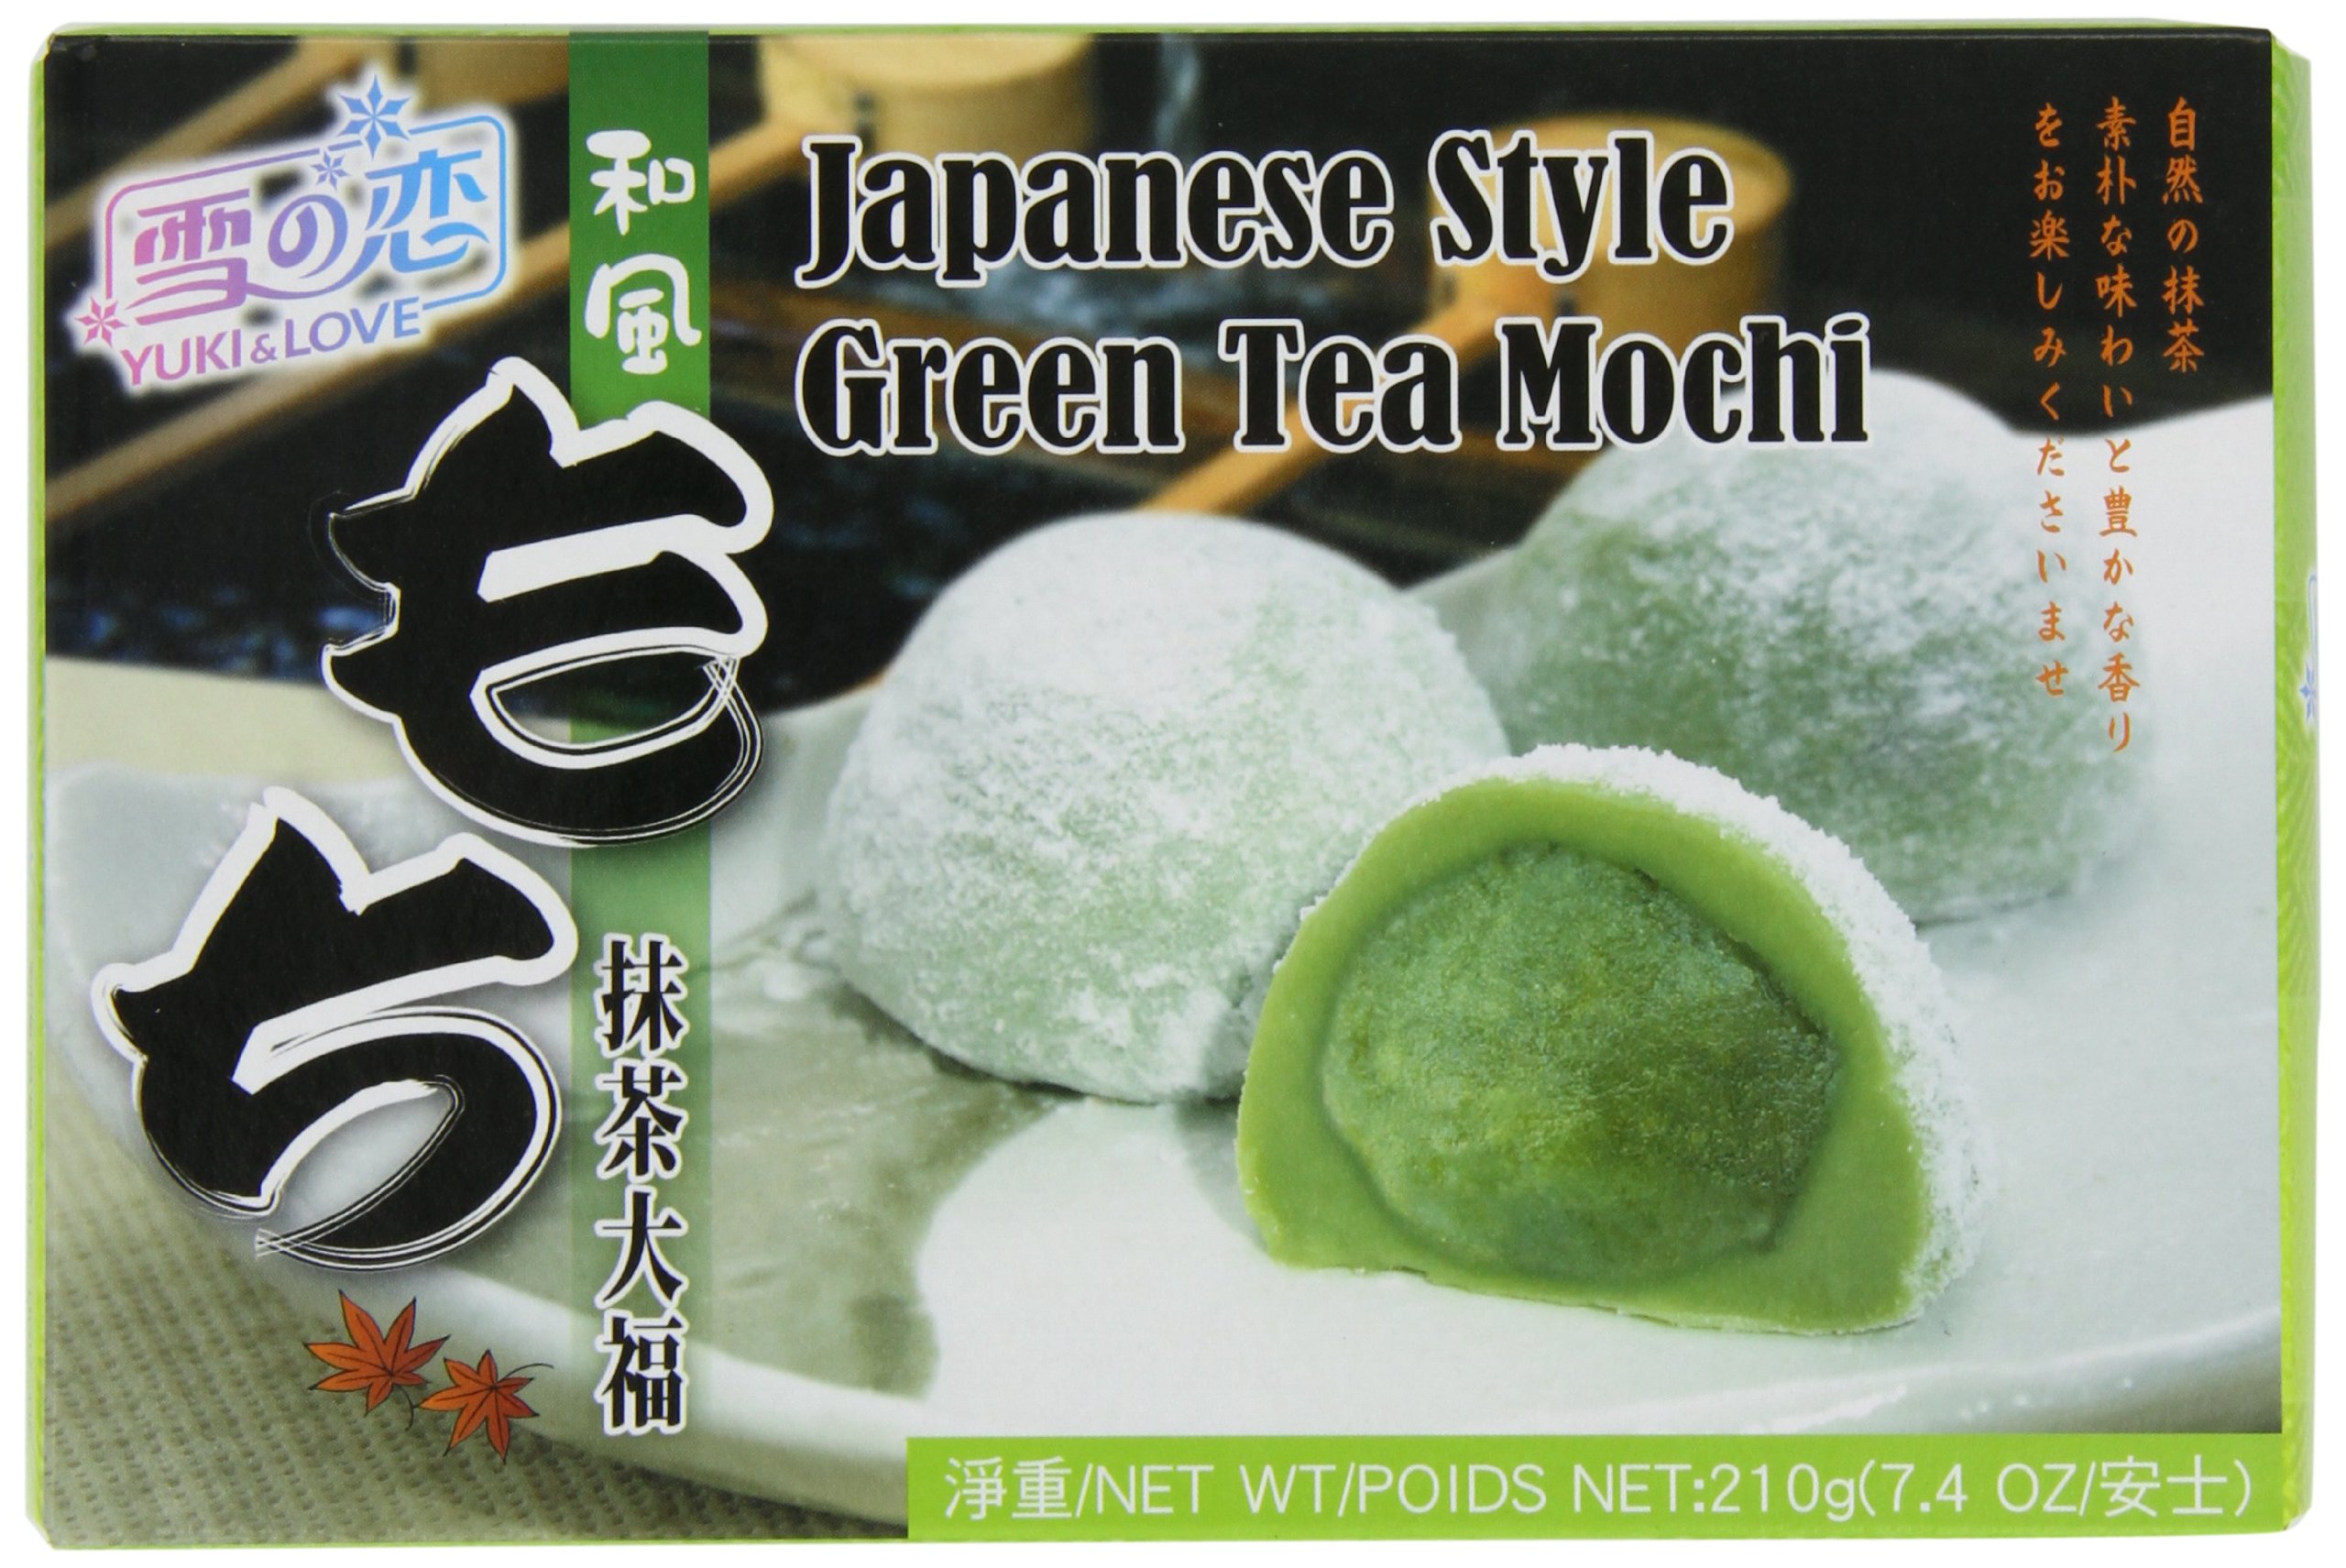 雪の恋
YUKI & LOVE
和風
もち
抹茶大福
Japanese Style
Green Tea Mochi
自然の抹茶
素朴な味わいと豊かな香り
をお楽しみくださいませ
淨重/NET WT/POIDS NET:210g(7.4 OZ/安士)